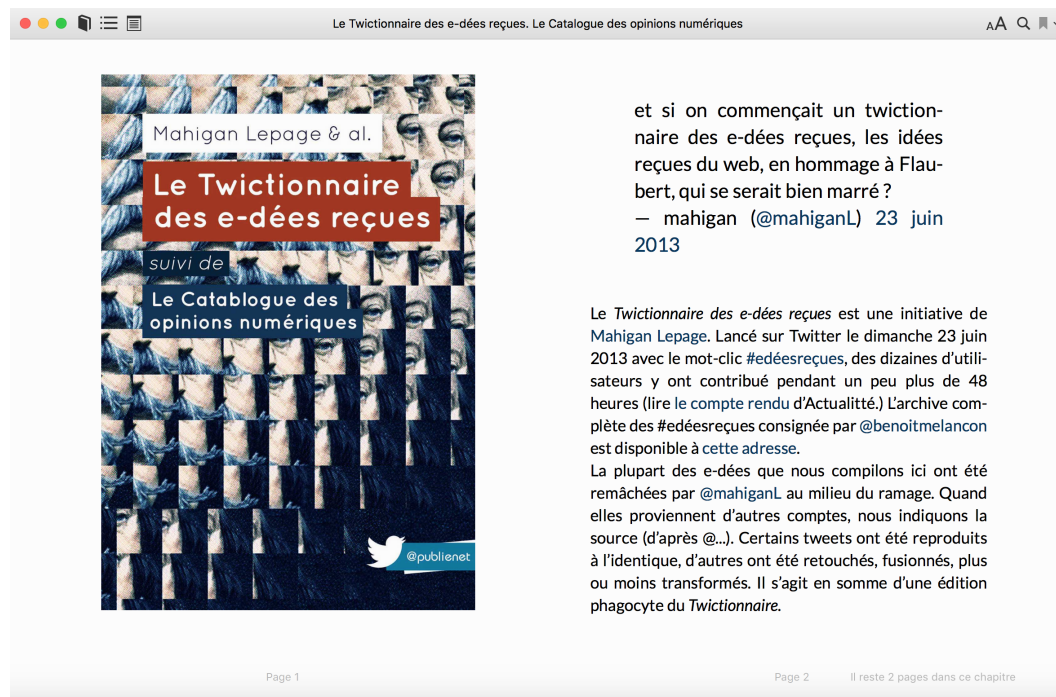 Le Twictionnaire des e-dées reçues. Le Catalogue des opinions numériques
AA
Mahigan Lepage & al.
Le Twictionnaire
des e-dées reçues
suivi de
Le Catablogue des
opinions numériques
@publienet
et si on commençait un twiction-
naire des e-dées reçues, les idées
reçues du web, en hommage à Flau-
bert, qui se serait bien marré ?
— mahigan (@mahiganL) 23 juin
2013
Le Twictionnaire des e-dées reçues est une initiative de
Mahigan Lepage. Lancé sur Twitter le dimanche 23 juin
2013 avec le mot-clic #edéesreçues, des dizaines d’utili-
sateurs y ont contribué pendant un peu plus de 48
heures (lire le compte rendu d’Actualitté.) L’archive com-
plète des #edéesreçues consignée par @benoitmelancon
est disponible à cette adresse.
La plupart des e-dées que nous compilons ici ont été
remâchées par @mahiganL au milieu du ramage. Quand
elles proviennent d’autres comptes, nous indiquons la
source (d’après @...). Certains tweets ont été reproduits
à l’identique, d’autres ont été retouchés, fusionnés, plus
ou moins transformés. Il s’agit en somme d’une édition
phagocyte du Twictionnaire.
Page 1
Page 2
Il reste 2 pages dans ce chapitre